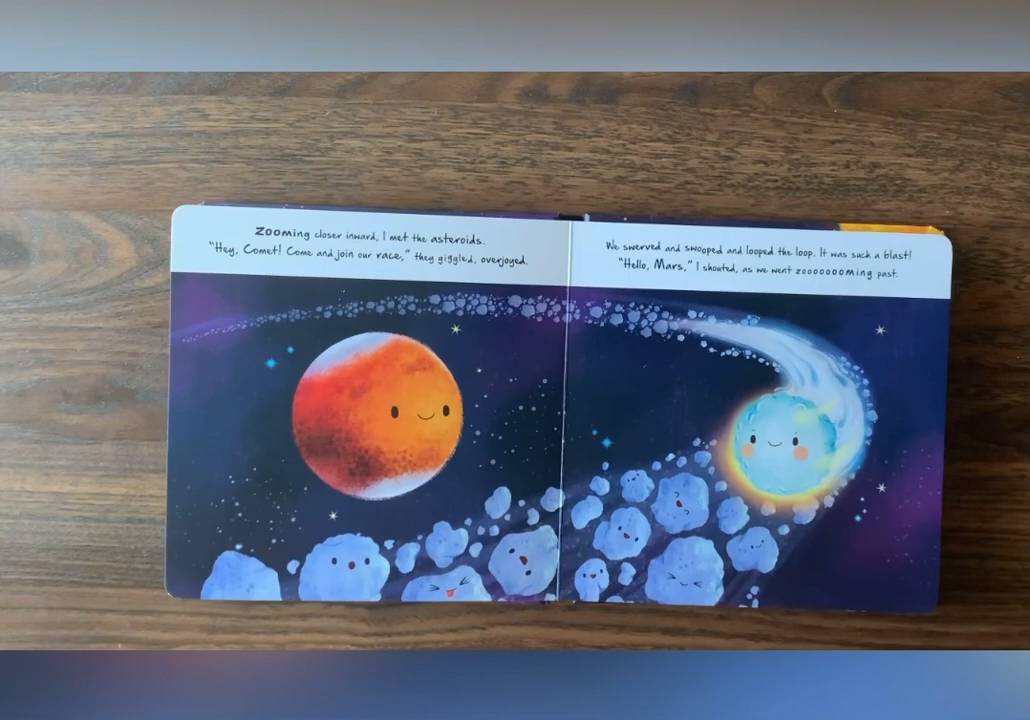 Zooming closer inward, I met the asteroids.
"Hey, Comet! Come and join our race," they giggled, overjoyed.
We swerved and swooped and looped the loop. It was such a blast!
"Hello, Mars," I shouted, as we went zoooooooming past.